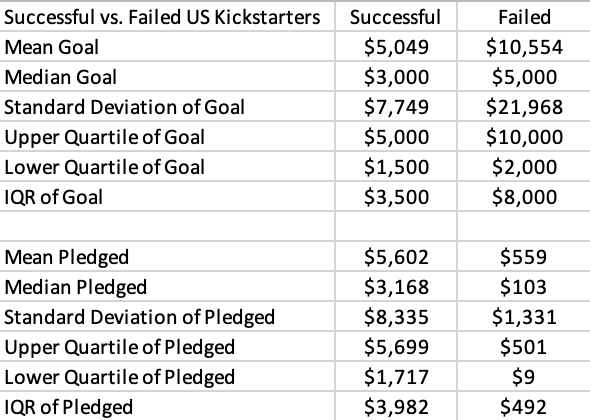 Successful vs. Failed US Kickstarters Successful Failed
Mean Goal $5,049 $10,554
Median Goal $3,000 $5,000
Standard Deviation of Goal $7,749 $21,968
Upper Quartile of Goal $5,000 $10,000
Lower Quartile of Goal $1,500 $2,000
IQR of Goal $3,500 $8,000
Mean Pledged $5,602 $559
Median Pledged $3,168 $103
Standard Deviation of Pledged $8,335 $1,331
Upper Quartile of Pledged $5,699 $501
Lower Quartile of Pledged $1,717 $9
IQR of Pledged $3,982 $492